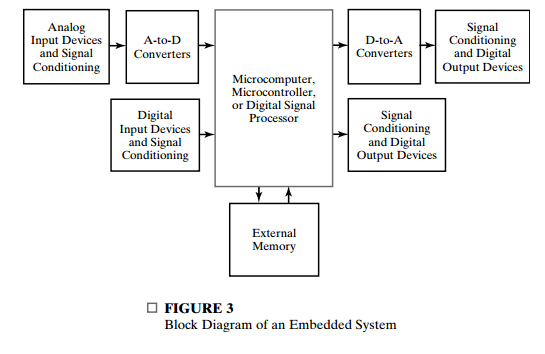 Analog
Input Devices
and Signal
Conditioning
A-to-D
Converters
Microcomputer,
Microcontroller,
or Digital Signal
Processor
D-to-A
Converters
Signal
Conditioning
and Digital
Output Devices
Digital
Input Devices
and Signal
Conditioning
Signal
Conditioning
and Digital
Output Devices
External
Memory
FIGURE 3
Block Diagram of an Embedded System